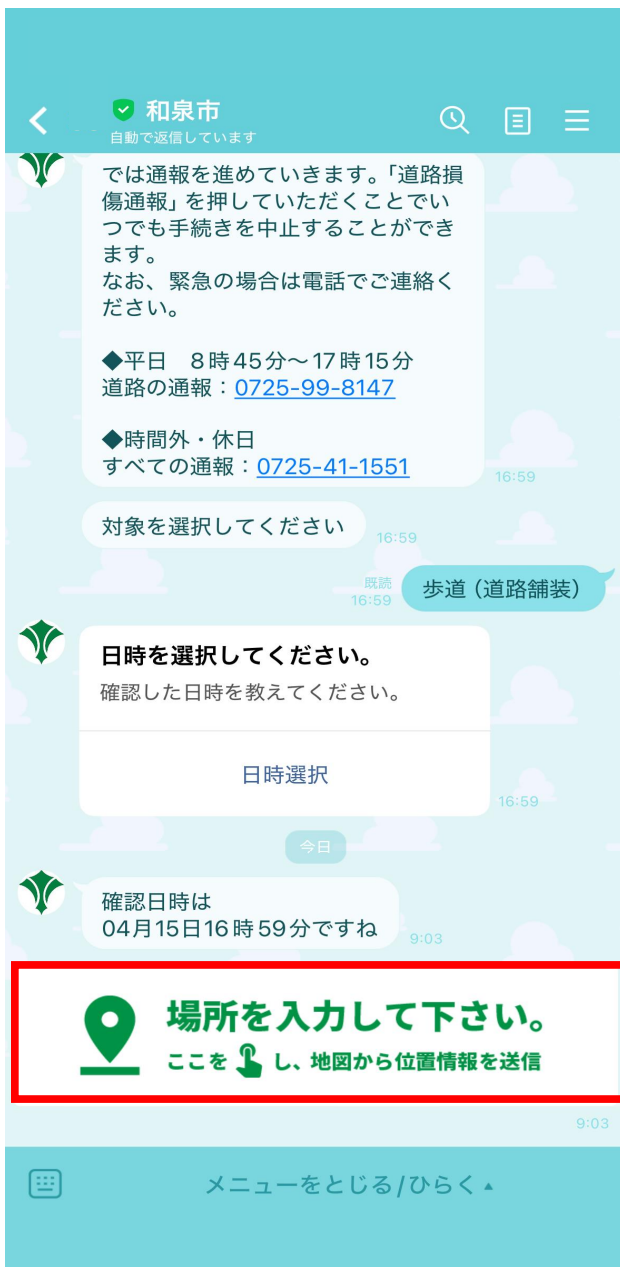 和泉市
自動で返信しています
では通報を進めていきます。「道路損
傷通報」を押していただくことでい
つでも手続きを中止することができ
ます。
なお、緊急の場合は電話でご連絡く
ださい。
◆平日 8時45分～17時15分
道路の通報：0725-99-8147
◆時間外・休日
すべての通報：0725-41-1551
16:59
対象を選択してください
16:59
既読
16:59
歩道（道路舗装）
日時を選択してください。
確認した日時を教えてください。
日時選択
16:59
今日
確認日時は
04月15日16時59分ですね
9:03
場所を入力して下さい。
ここを し、地図から位置情報を送信
9:03
メニューをとじる/ひらく▲